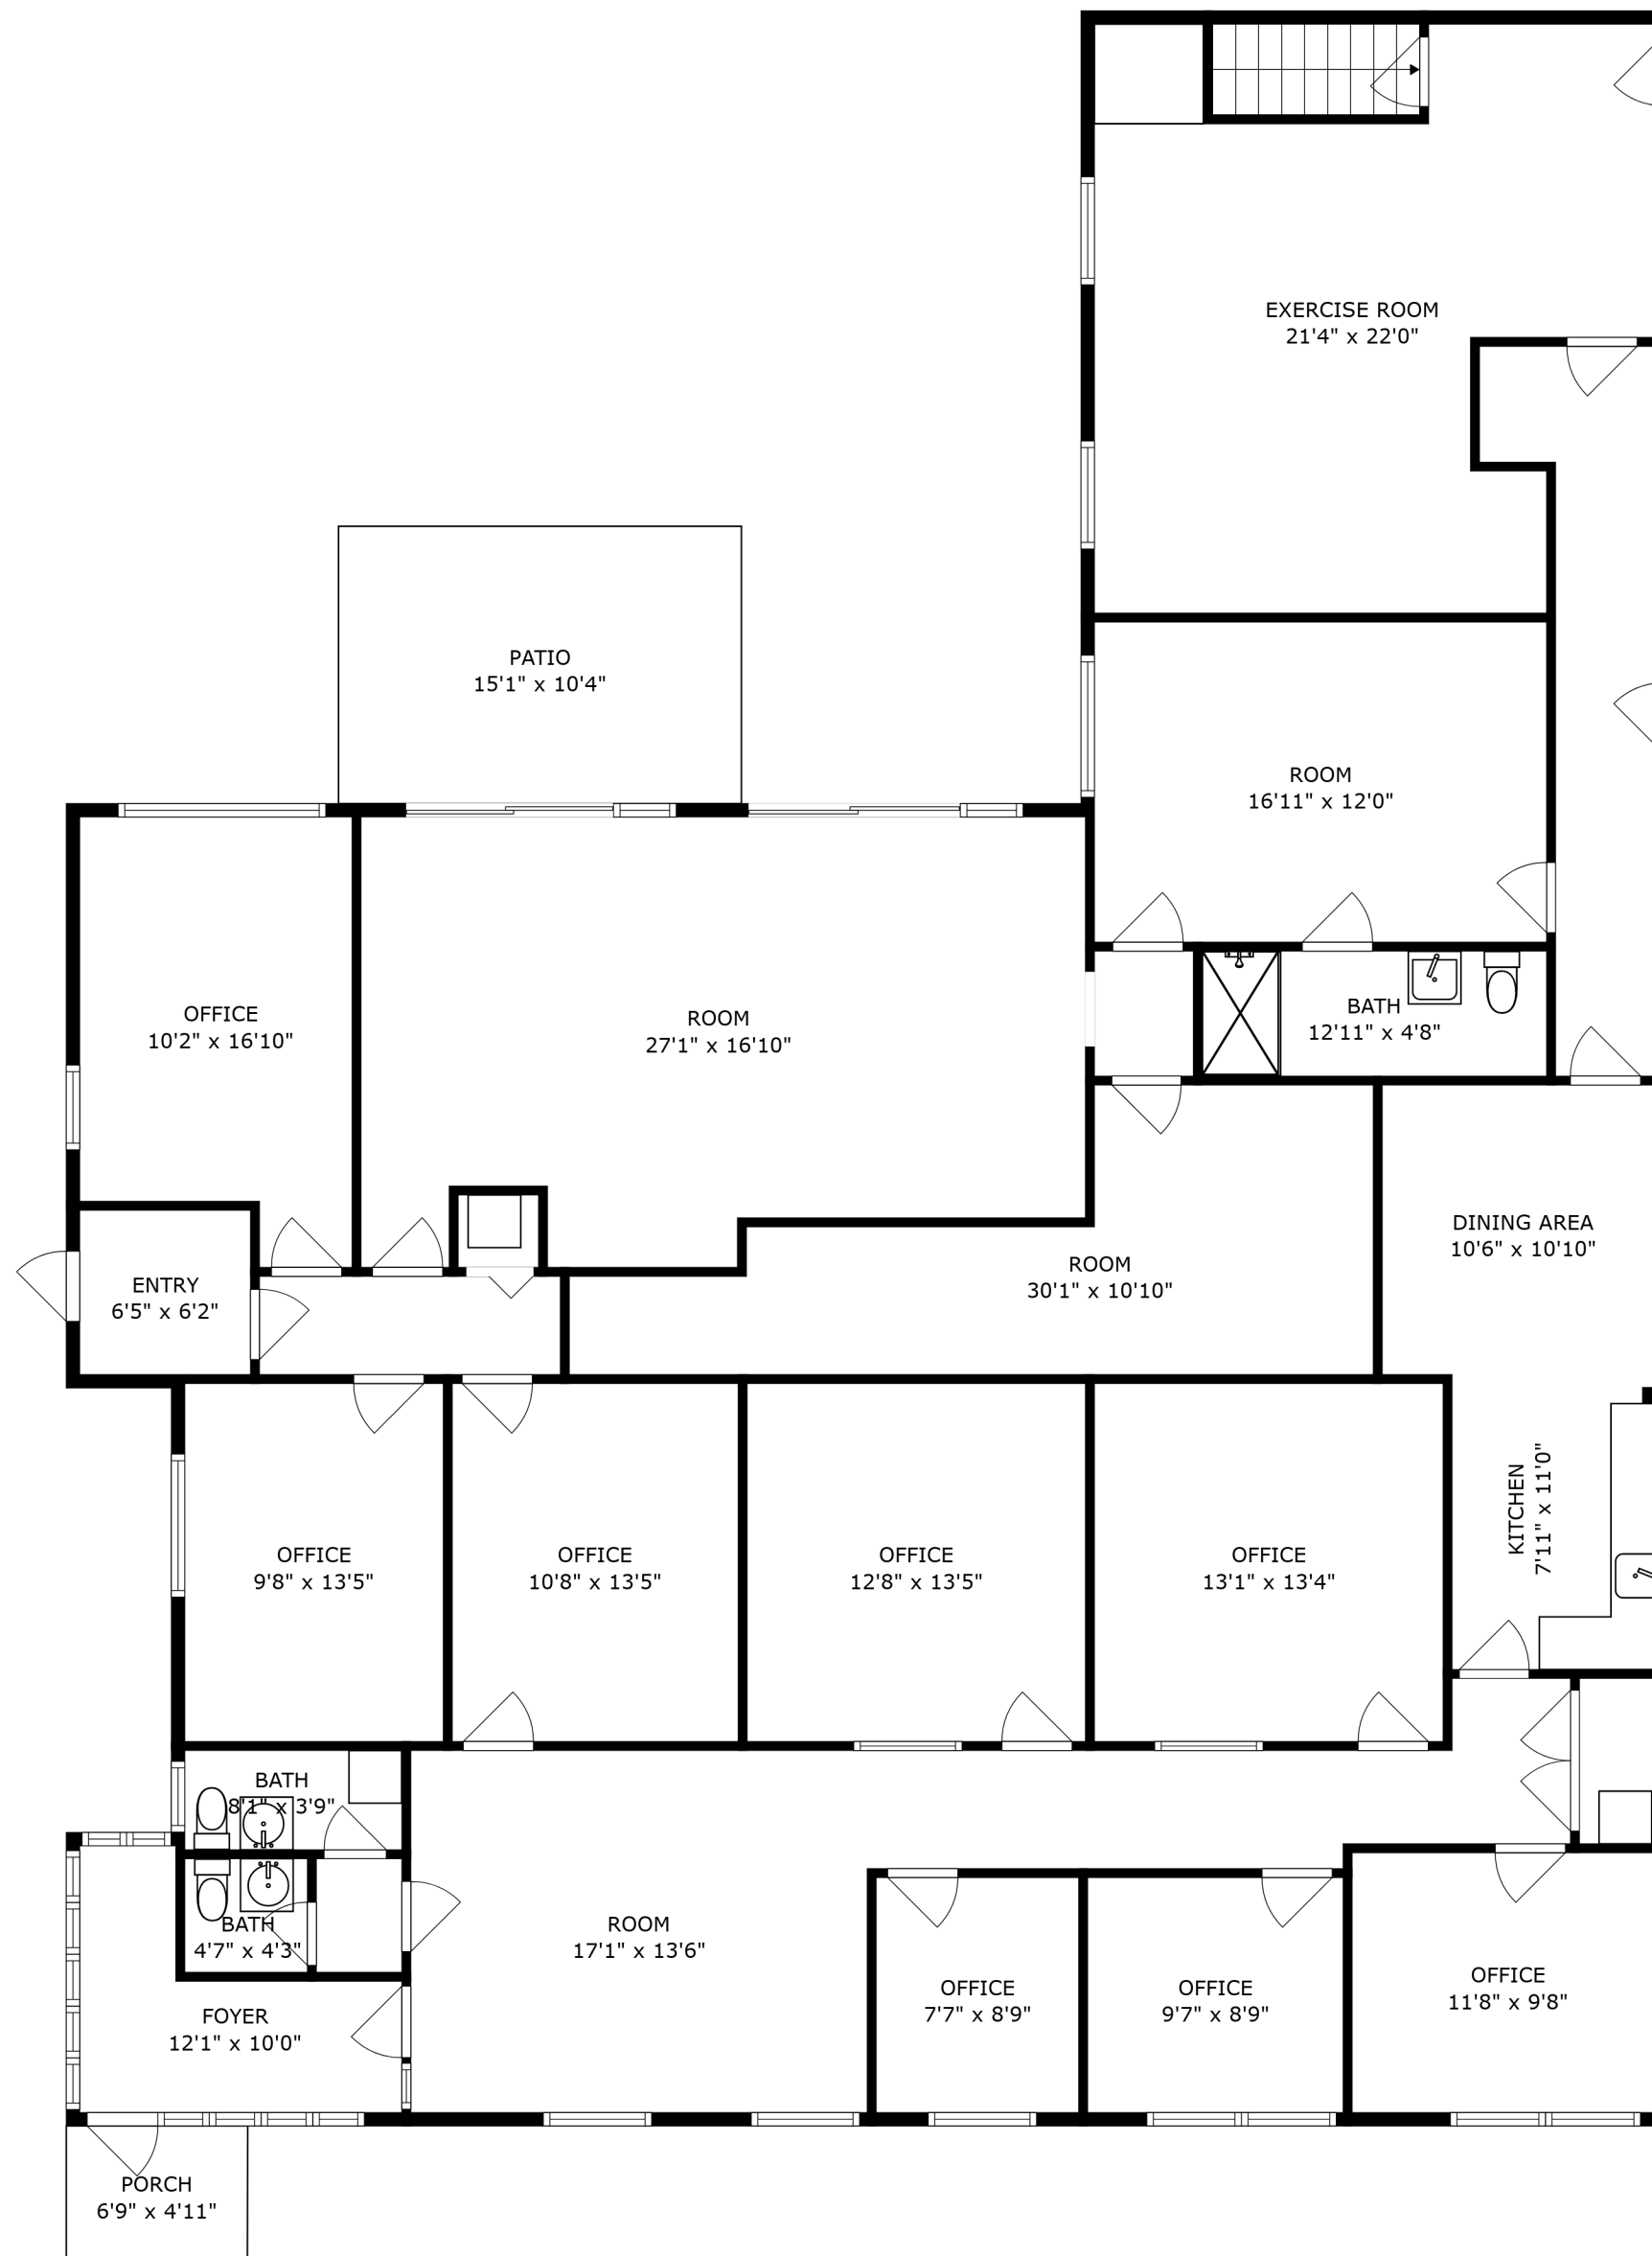 EXERCISE ROOM
21'4" x 22'0"
PATIO
15'1" x 10'4"
ROOM
16'11" x 12'0"
OFFICE
10'2" x 16'10"
ROOM
27'1" x 16'10"
BATH
12'11" x 4'8"
DINING AREA
10'6" x 10'10"
ENTRY
6'5" x 6'2"
ROOM
30'1" x 10'10"
KITCHEN
7'11" x 11'0"
OFFICE
9'8" x 13'5"
OFFICE
10'8" x 13'5"
OFFICE
12'8" x 13'5"
OFFICE
13'1" x 13'4"
BATH
8'1" x 3'9"
BATH
4'7" x 4'3"
ROOM
17'1" x 13'6"
OFFICE
7'7" x 8'9"
OFFICE
9'7" x 8'9"
OFFICE
11'8" x 9'8"
FOYER
12'1" x 10'0"
PORCH
6'9" x 4'11"